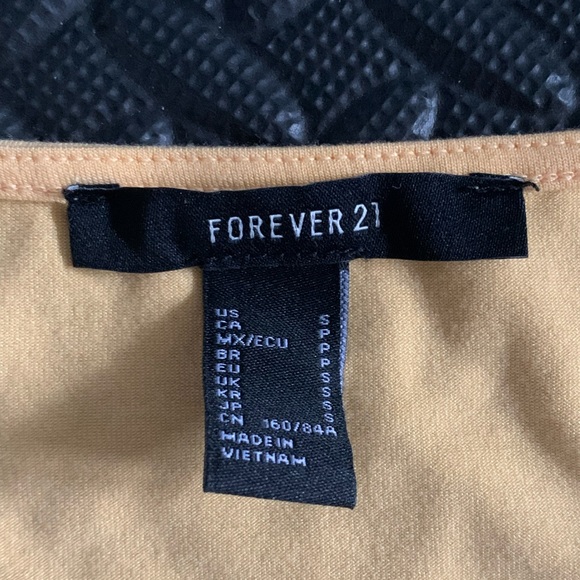 FOREVER 21
US S
CA P
MX/ECU P
BR P
EU S
UK S
KR S
JP S
CN 160/84A
MADE IN
VIETNAM